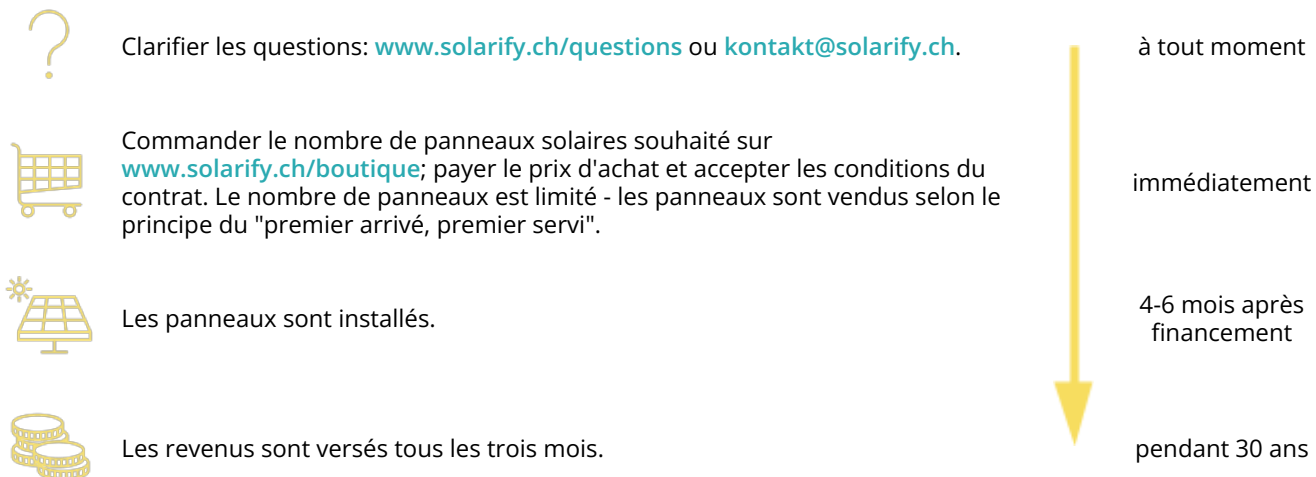 Clarifier les questions: www.solarify.ch/questions ou kontakt@solarify.ch.
à tout moment
Commander le nombre de panneaux solaires souhaité sur
www.solarify.ch/boutique; payer le prix d'achat et accepter les conditions du
contrat. Le nombre de panneaux est limité - les panneaux sont vendus selon le
principe du "premier arrivé, premier servi".
immédiatement
Les panneaux sont installés.
4-6 mois après
financement
Les revenus sont versés tous les trois mois.
pendant 30 ans